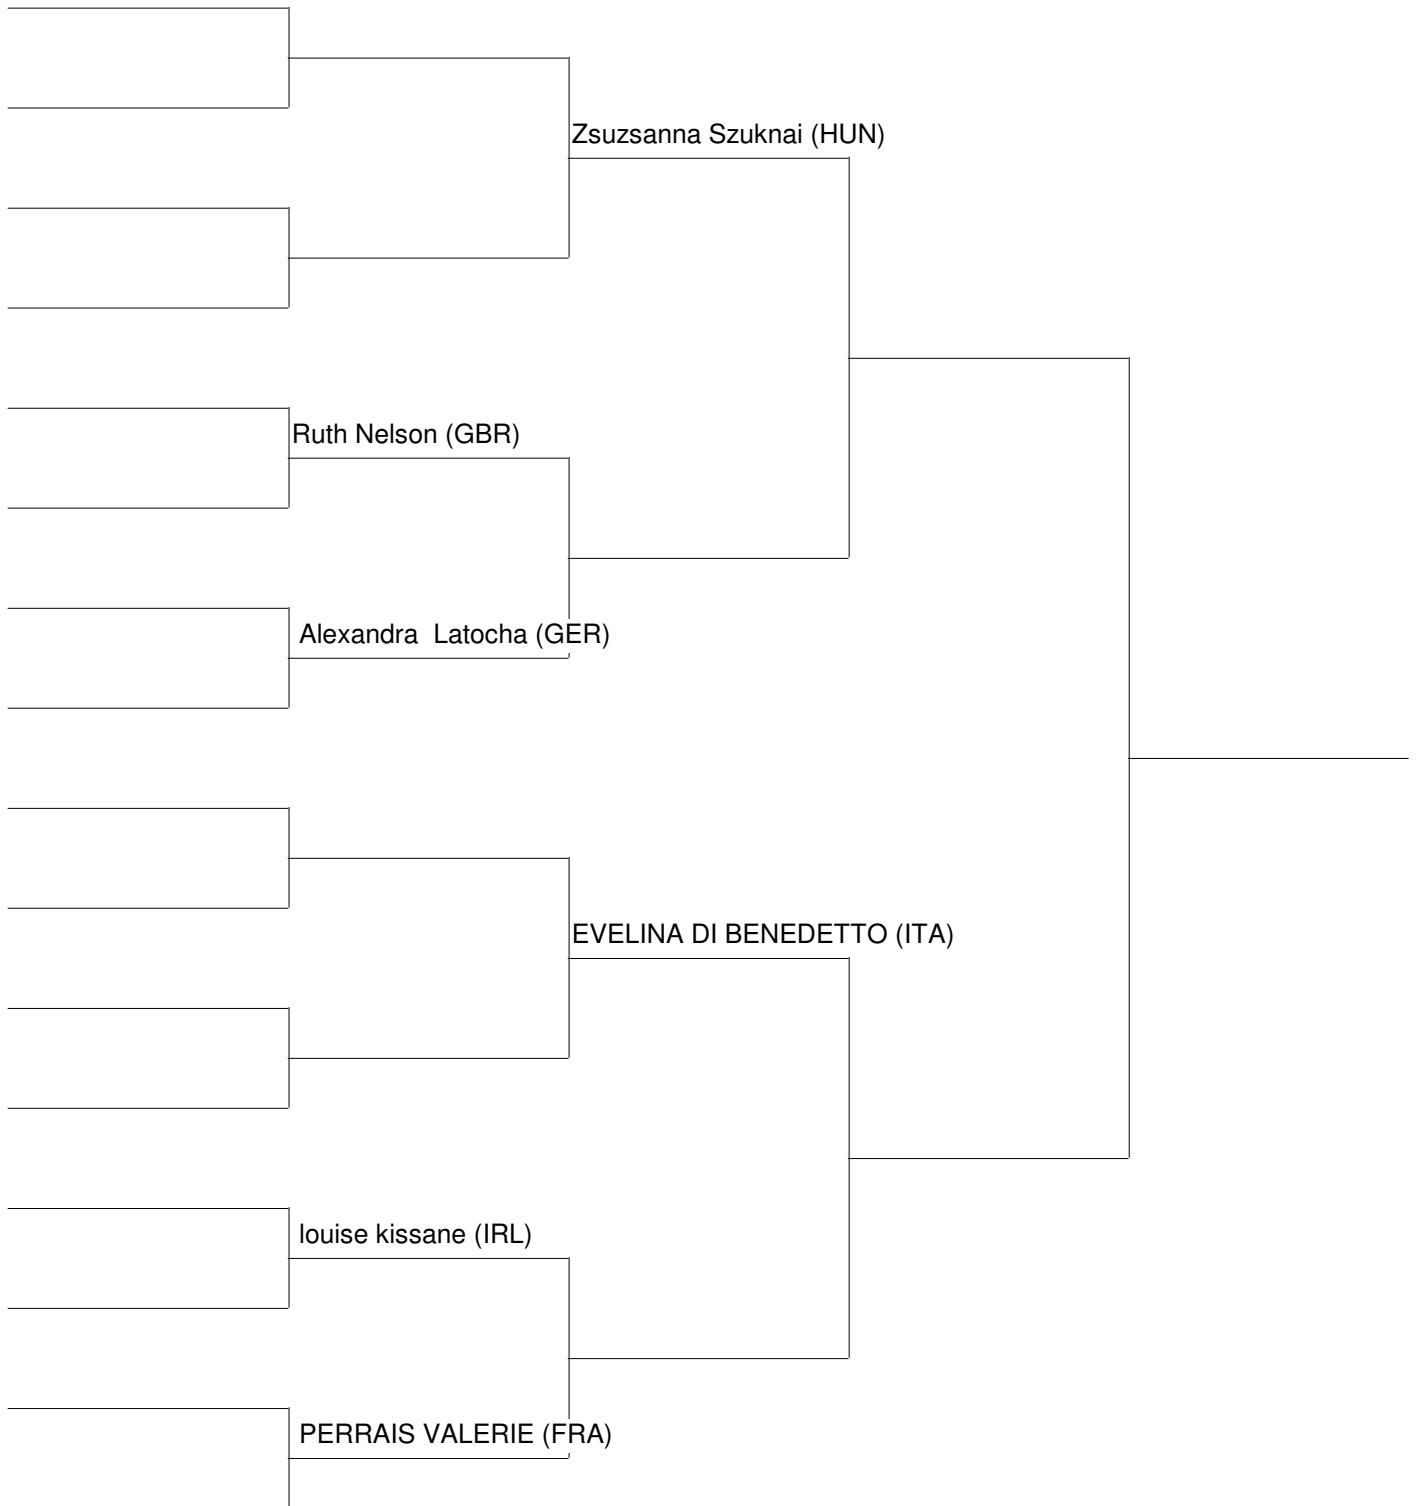 Zsuzsanna Szuknai (HUN)
Ruth Nelson (GBR)
Alexandra  Latocha (GER)
EVELINA DI BENEDETTO (ITA)
louise kissane (IRL)
PERRAIS VALERIE (FRA)